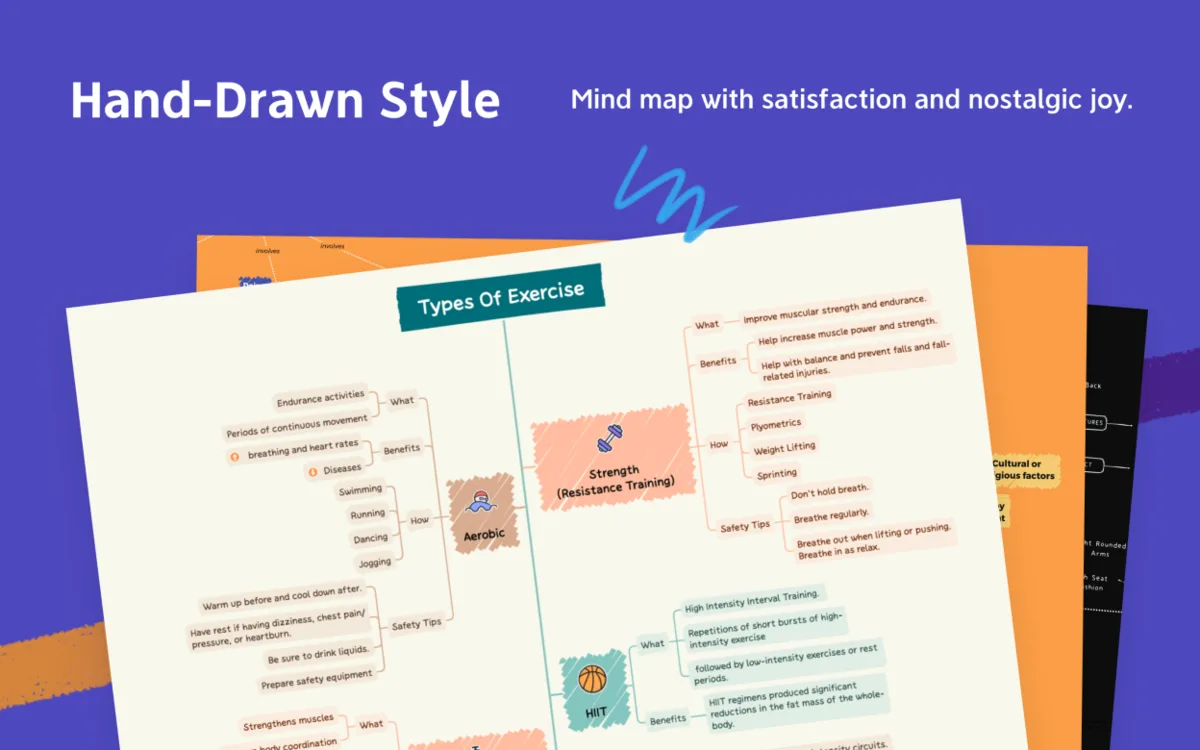 Hand-Drawn Style
Mind map with satisfaction and nostalgic joy.
involves
involves
Types Of Exercise
Endurance activities
Periods of continuous movement
What
breathing and heart rates
Diseases
Benefits
Swimming
Running
Dancing
Jogging
How
Aerobic
Warm up before and cool down after.
Have rest if having dizziness, chest pain/
pressure, or heartburn.
Be sure to drink liquids.
Prepare safety equipment
Safety Tips
Strengthens muscles
body coordination
What
Strength
(Resistance Training)
What
Improve muscular strength and endurance.
Benefits
Help increase muscle power and strength.
Help with balance and prevent falls and fall-
related injuries.
How
Resistance Training
Plyometrics
Weight Lifting
Sprinting
Safety Tips
Don't hold breath.
Breathe regularly.
Breathe out when lifting or pushing.
Breathe in as relax.
HIIT
What
High Intensity Interval Training.
Repetitions of short bursts of high-
intensity exercise
followed by low-intensity exercises or rest
periods.
Benefits
HIIT regimens produced significant
reductions in the fat mass of the whole-
body.
circuits.
Cultural or
factors
Back
Rounded
Arms
Seat